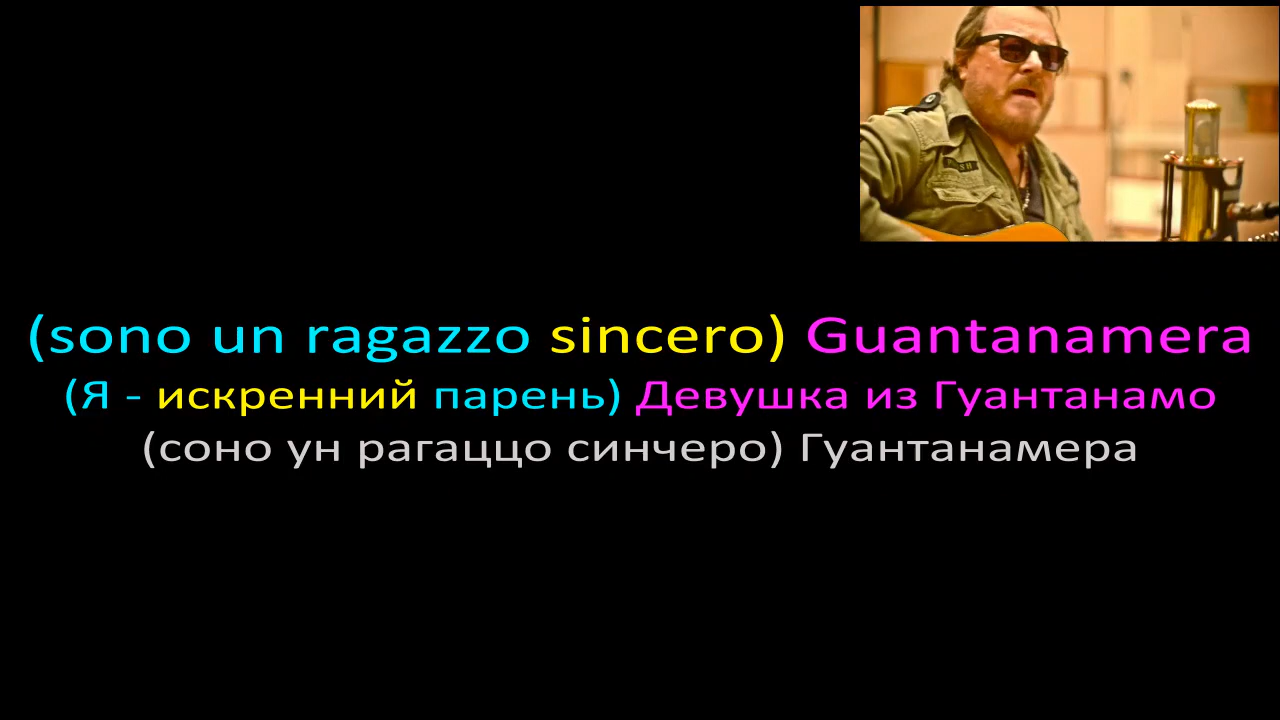 (sono un ragazzo sincero) Guantanamera
(Я - искренний парень) Девушка из Гуантанамо
(соно ун рагаццо синчеро) Гуантанамера